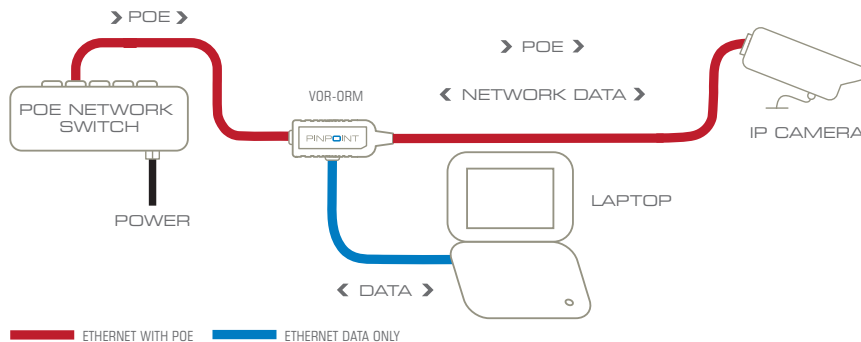 > POE >
> POE >
VOR-ORM
< NETWORK DATA >
POE NETWORK
SWITCH
PINPOINT
IP CAMERA
LAPTOP
POWER
< DATA >
ETHERNET WITH POE
ETHERNET DATA ONLY